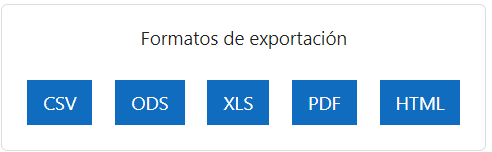 Formatos de exportación
CSV ODS XLS PDF HTML